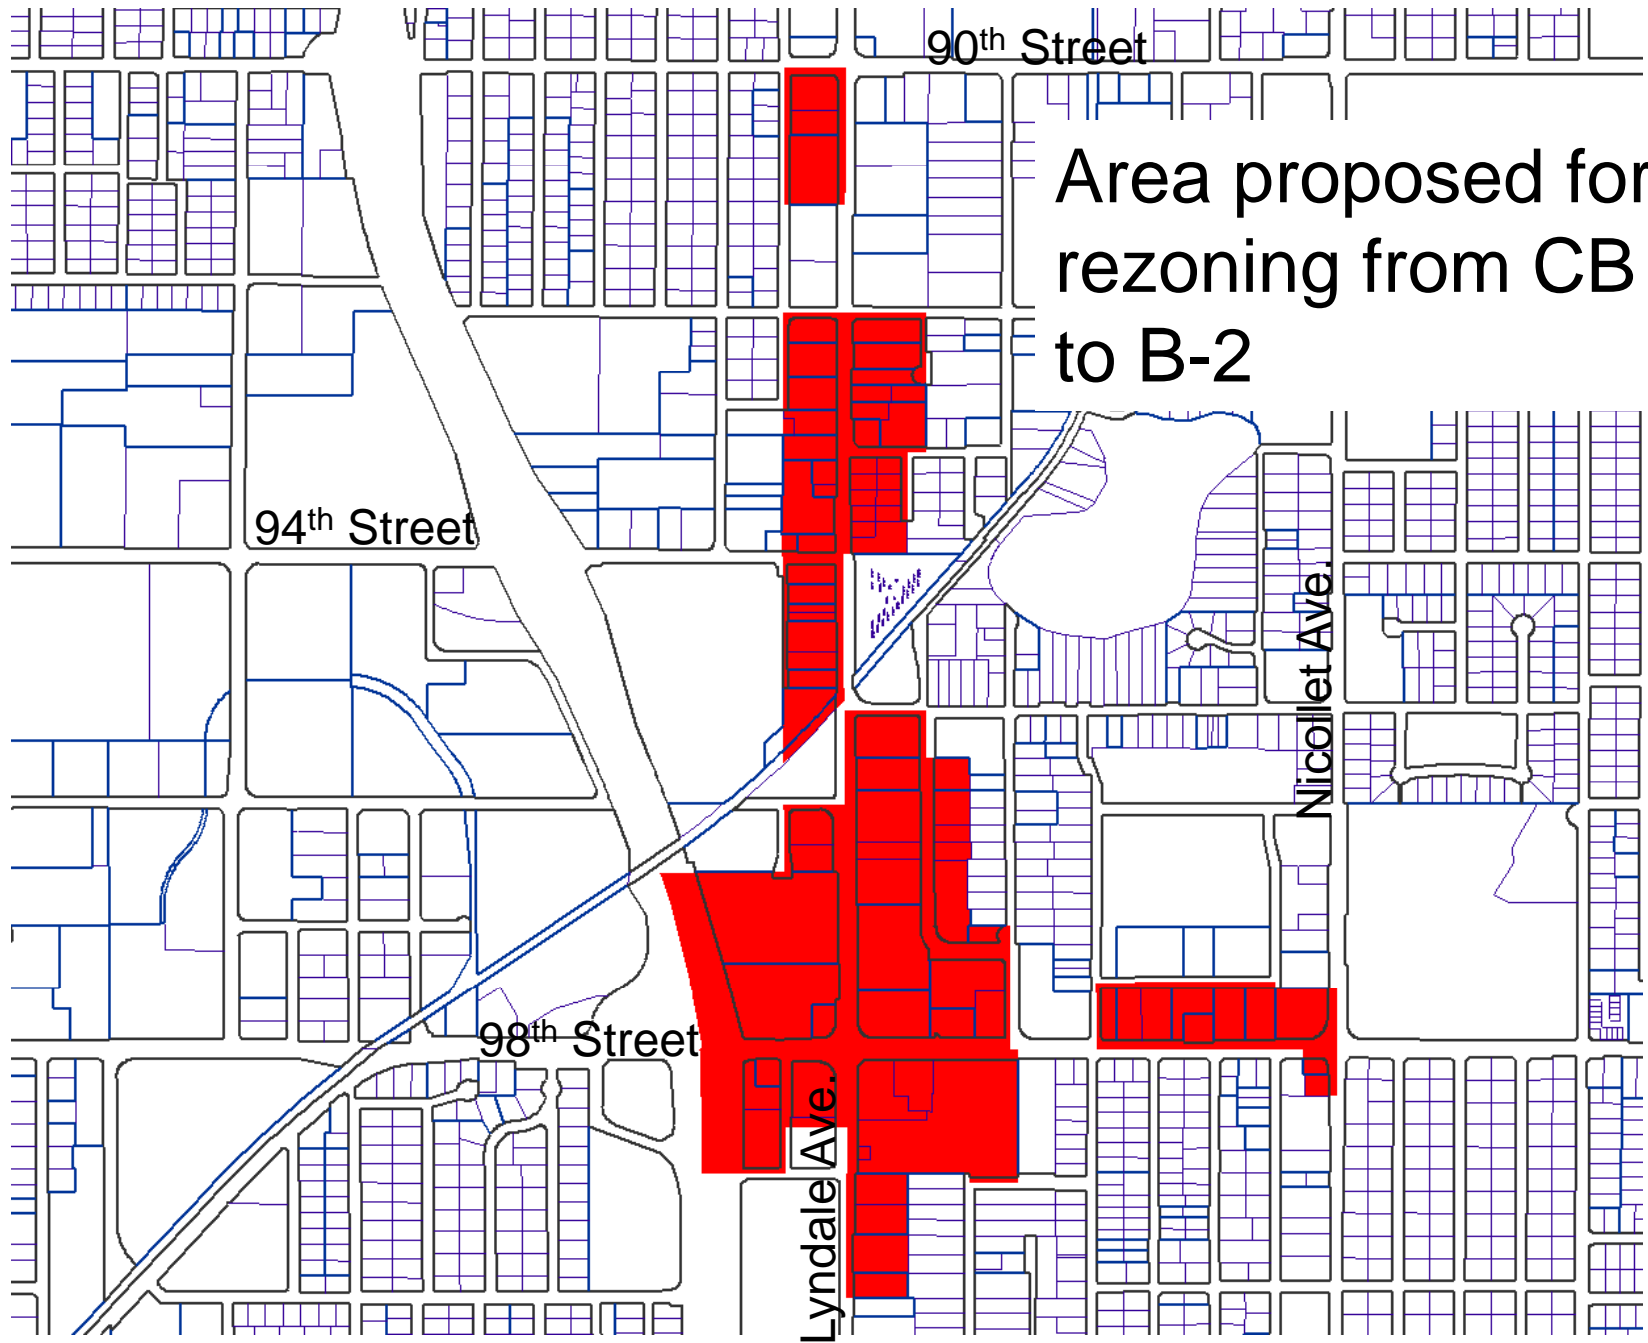 90th Street
Area proposed for
rezoning from CB
to B-2
94th Street
Nicollet Ave.
98th Street
Lyndale Ave.